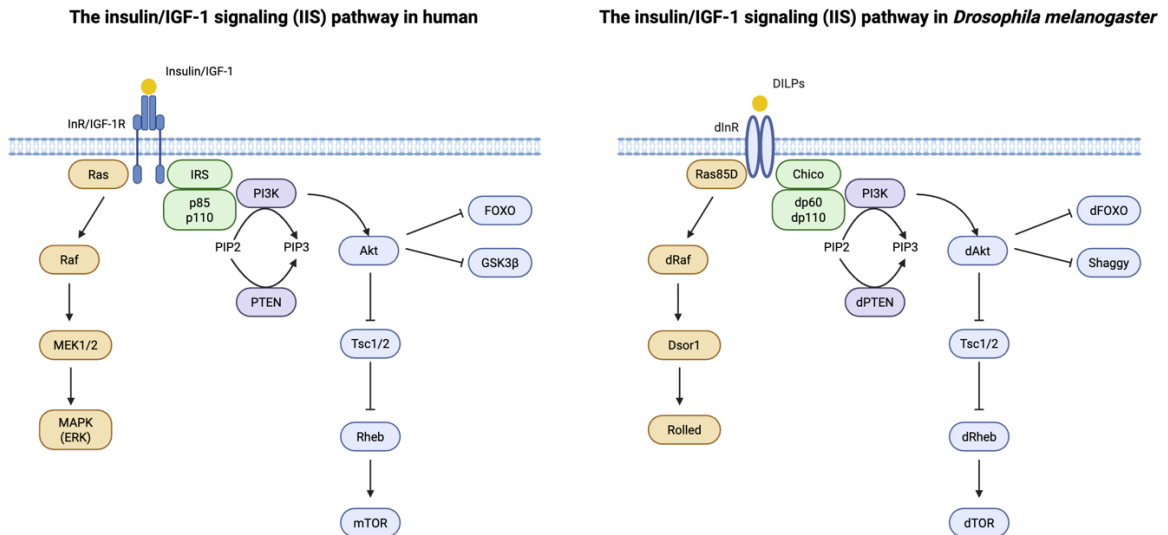 The insulin/IGF-1 signaling (IIS) pathway in human
Insulin/IGF-1
InR/IGF-1R
Ras
IRS
p85
p110
PI3K
PIP2
PIP3
PTEN
Akt
FOXO
GSK3β
Raf
MEK1/2
MAPK
(ERK)
Tsc1/2
Rheb
mTOR
The insulin/IGF-1 signaling (IIS) pathway in Drosophila melanogaster
DILPs
dInR
Ras85D
Chico
dp60
dp110
PI3K
PIP2
PIP3
dPTEN
dAkt
dFOXO
Shaggy
dRaf
Dsor1
Rolled
Tsc1/2
dRheb
dTOR